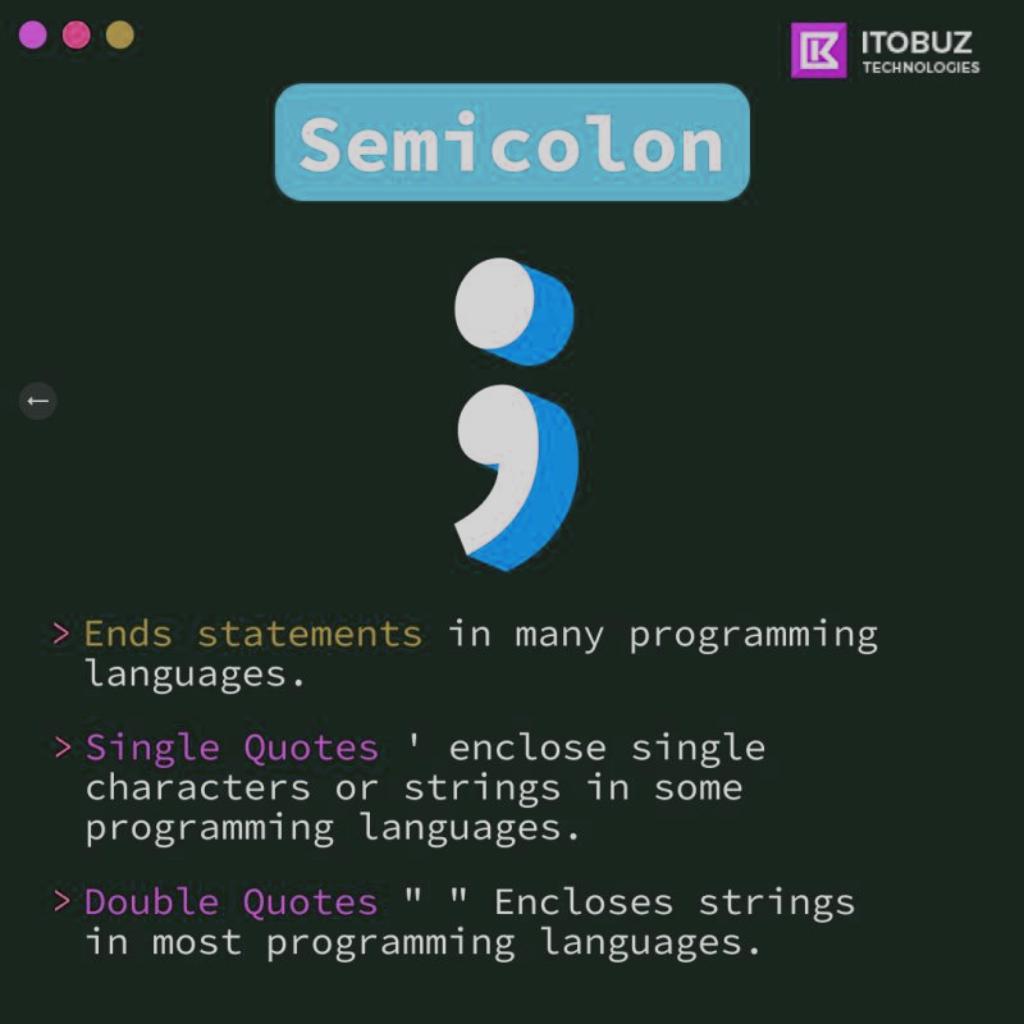 ITOBUZ
TECHNOLOGIES
Semicolon
;
> Ends statements in many programming
languages.
> Single Quotes ' enclose single
characters or strings in some
programming languages.
> Double Quotes " " Encloses strings
in most programming languages.